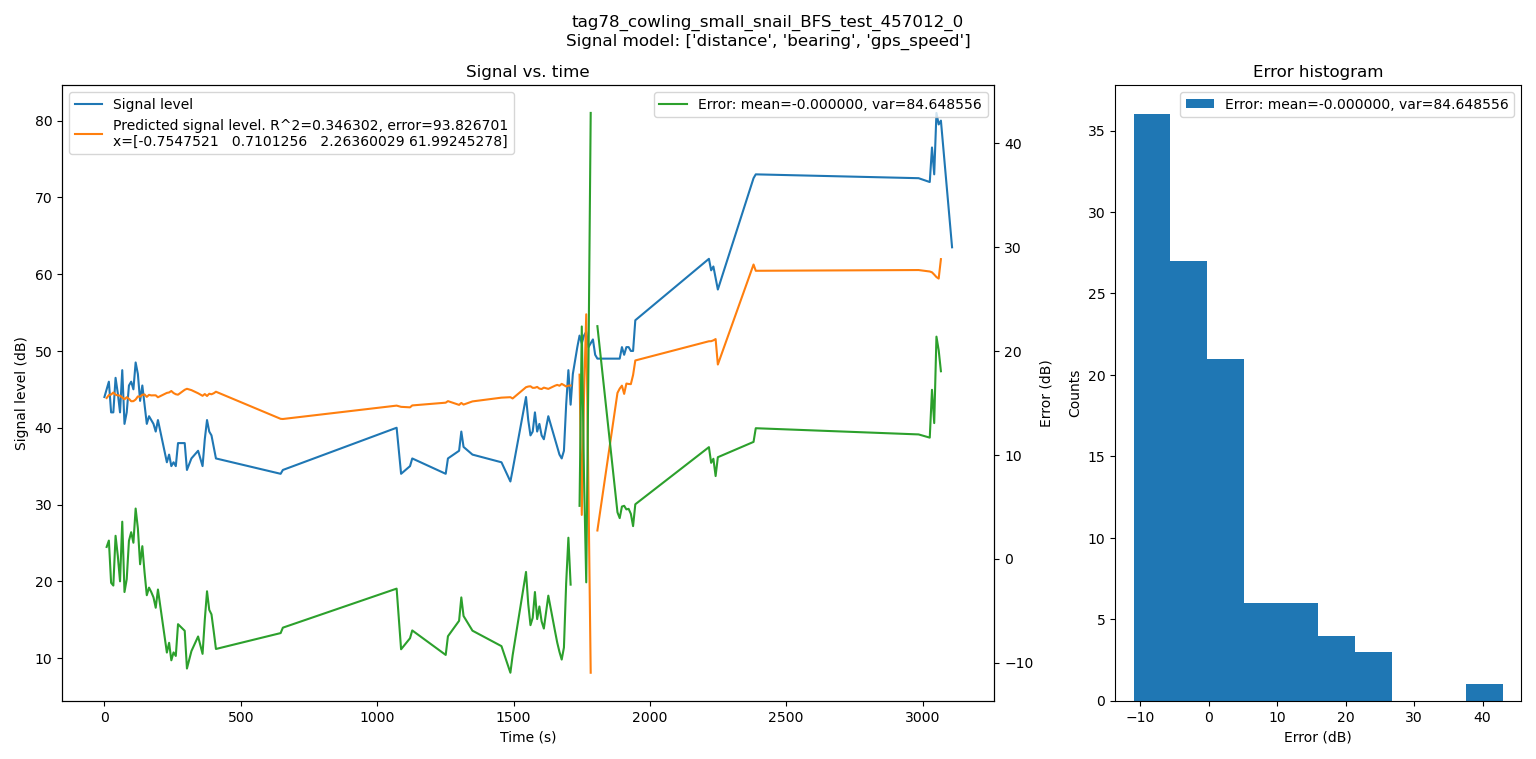 tag78_cowling_small_snail_BFS_test_457012_0
Signal model: ['distance', 'bearing', 'gps_speed']
Signal vs. time
Signal level
Predicted signal level. R^2=0.346302, error=93.826701
x=[-0.7547521   0.7101256   2.26360029 61.99245278]
Error: mean=-0.000000, var=84.648556
Signal level (dB)
80
70
60
50
40
30
20
10
0
500
1000
1500
2000
2500
3000
Time (s)
40
30
20
10
0
−10
Error (dB)
Error histogram
Error: mean=-0.000000, var=84.648556
Counts
35
30
25
20
15
10
5
0
−10
0
10
20
30
40
Error (dB)